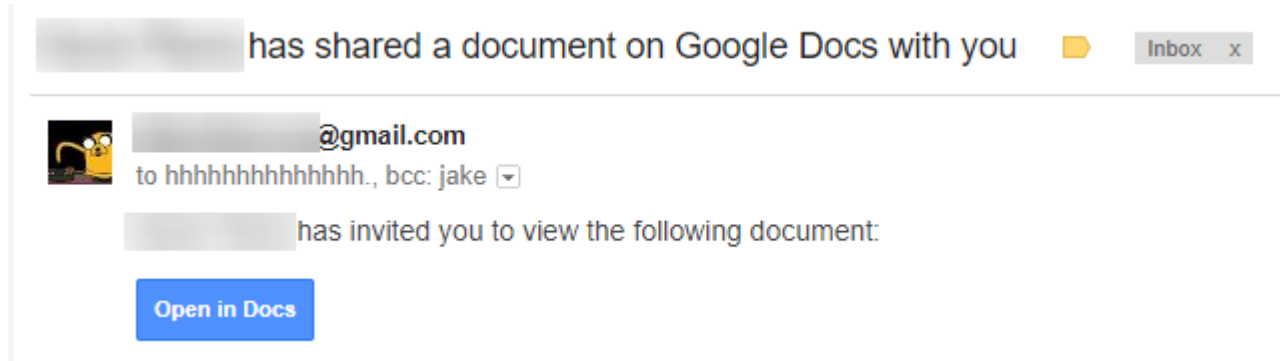 has shared a document on Google Docs with you Inbox x
@gmail.com
to hhhhhhhhhhhhhh., bcc: jake
has invited you to view the following document:
Open in Docs